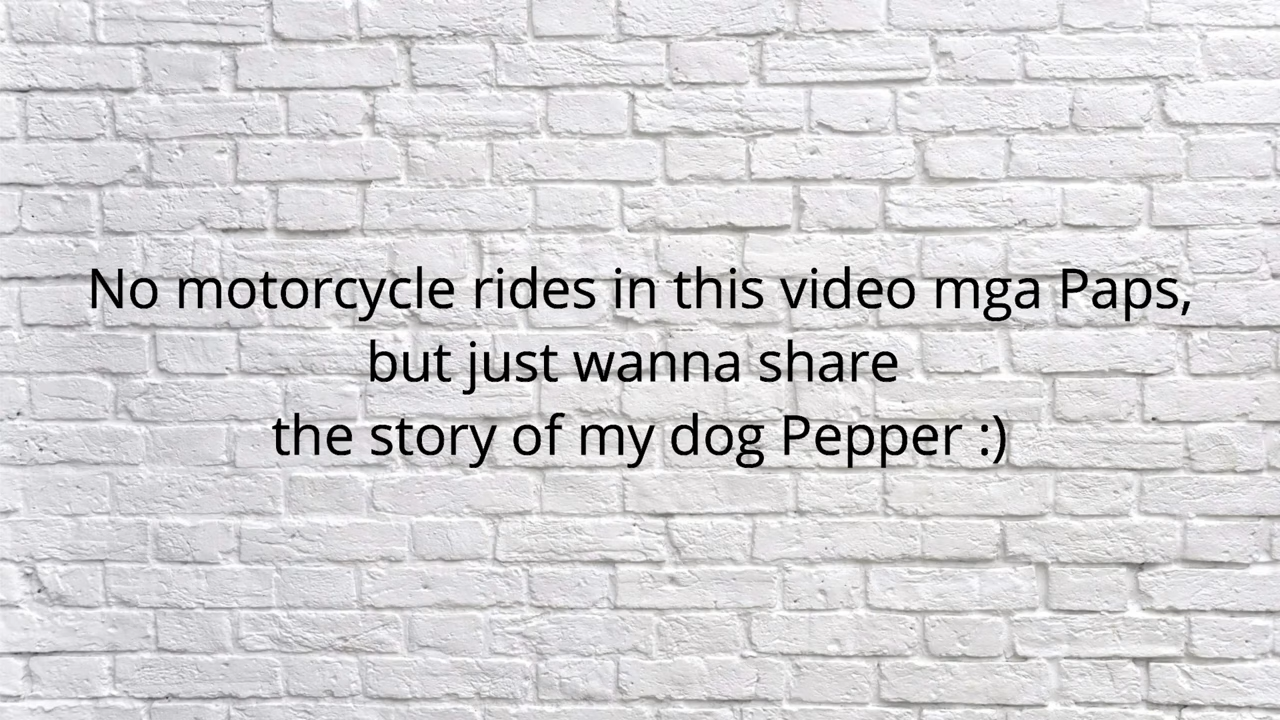 No motorcycle rides in this video mga Paps,
but just wanna share
the story of my dog Pepper :)